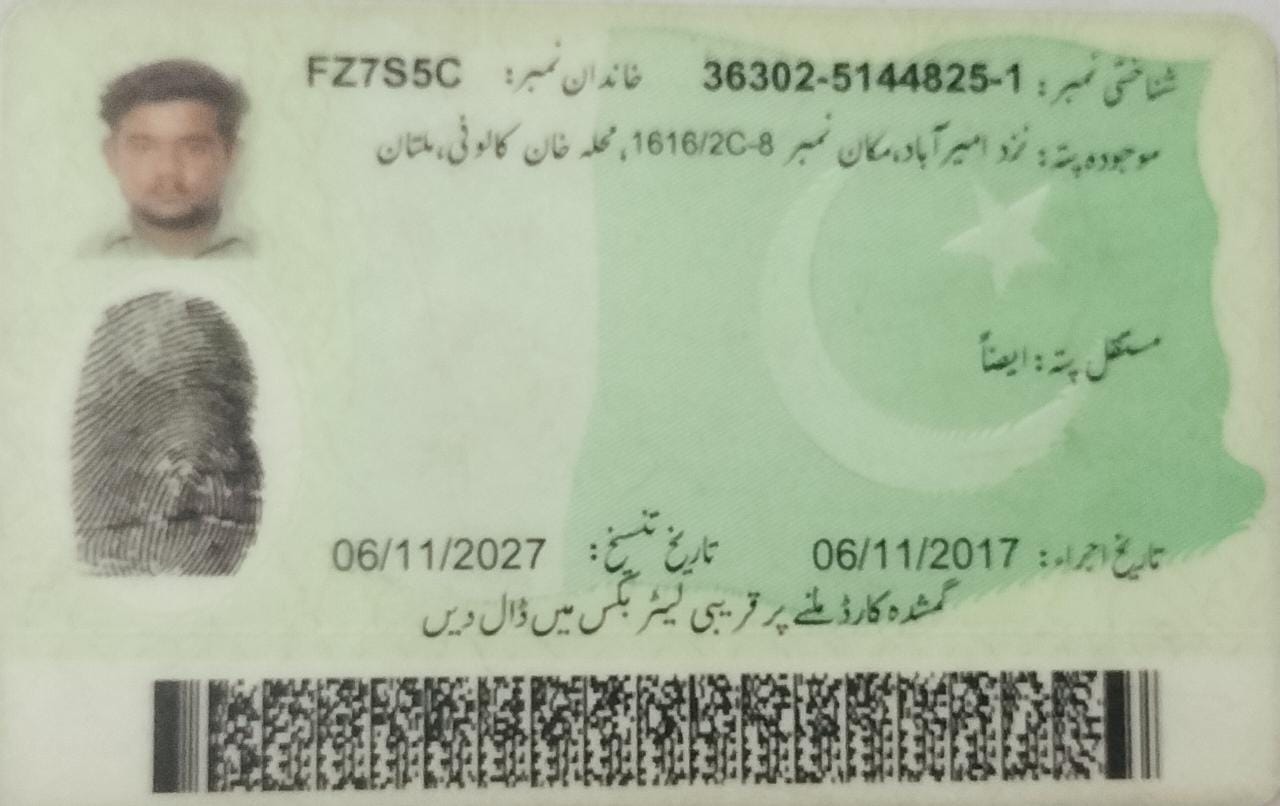 شناختی نمبر: 36302-5144825-1 خاندان نمبر: FZ7S5C
موجودہ پتہ: نزد امیر آباد، مکان نمبر 1616/2C-8، محلہ خان کالونی، ملتان
مستقل پتہ: ایضاً
تاریخ اجراء: 06/11/2017 تاریخ تنسیخ: 06/11/2027
گمشدہ کارڈ ملنے پر قریبی لیٹر بکس میں ڈال دیں